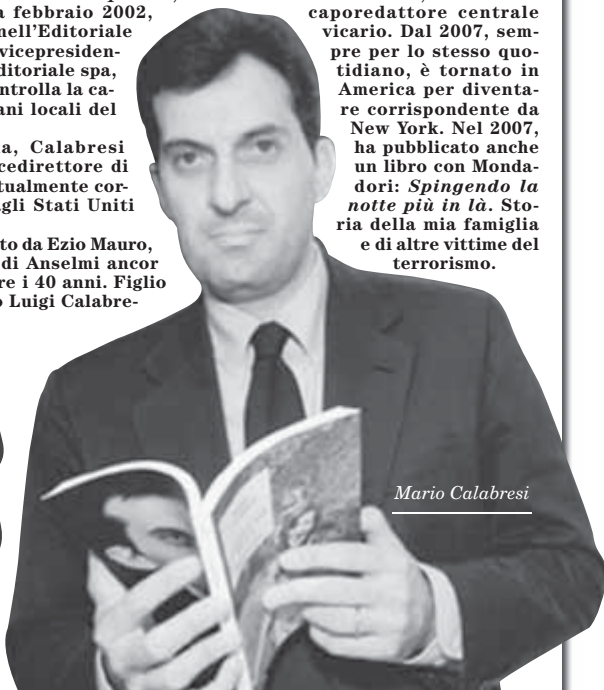 a febbraio 2002,
nell'Editoriale
vicepresiden-
ditoriale spa,
ntrolla la ca-
ani locali del
a, Calabresi
cedirettore di
tualmente cor-
gli Stati Uniti
to da Ezio Mauro,
di Anselmi ancor
re i 40 anni. Figlio
o Luigi Calabre-
caporedattore centrale
vicario. Dal 2007, sem-
pre per lo stesso quo-
tidiano, è tornato in
America per diventa-
re corrispondente da
New York. Nel 2007,
ha pubblicato anche
un libro con Monda-
dori: Spingendo la
notte più in là. Sto-
ria della mia famiglia
e di altre vittime del
terrorismo.
Mario Calabresi